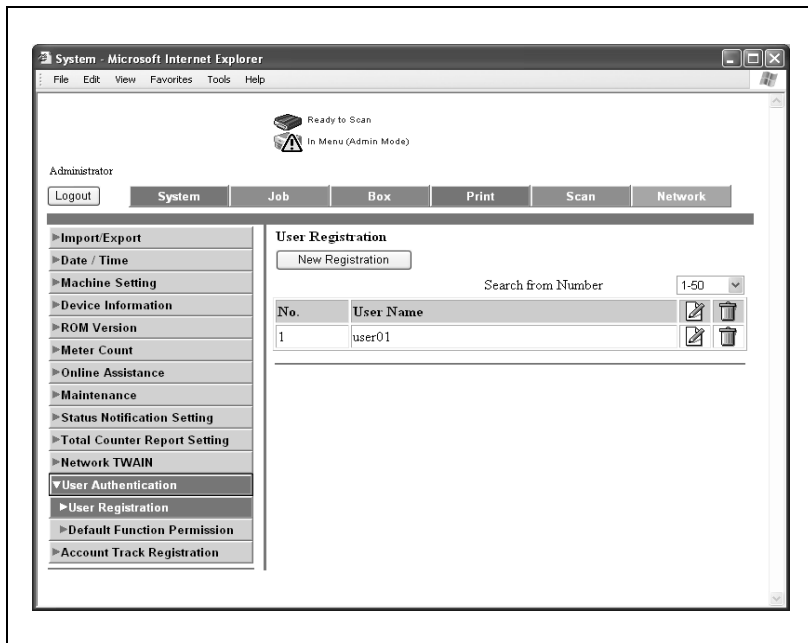 System - Microsoft Internet Explorer
File Edit View Favorites Tools Help
Ready to Scan
In Menu (Admin Mode)
Administrator
Logout System Job Box Print Scan Network
Import/Export
Date / Time
Machine Setting
Device Information
ROM Version
Meter Count
Online Assistance
Maintenance
Status Notification Setting
Total Counter Report Setting
Network TWAIN
User Authentication
User Registration
Default Function Permission
Account Track Registration
User Registration
New Registration
Search from Number 1-50
No. User Name
1 user01